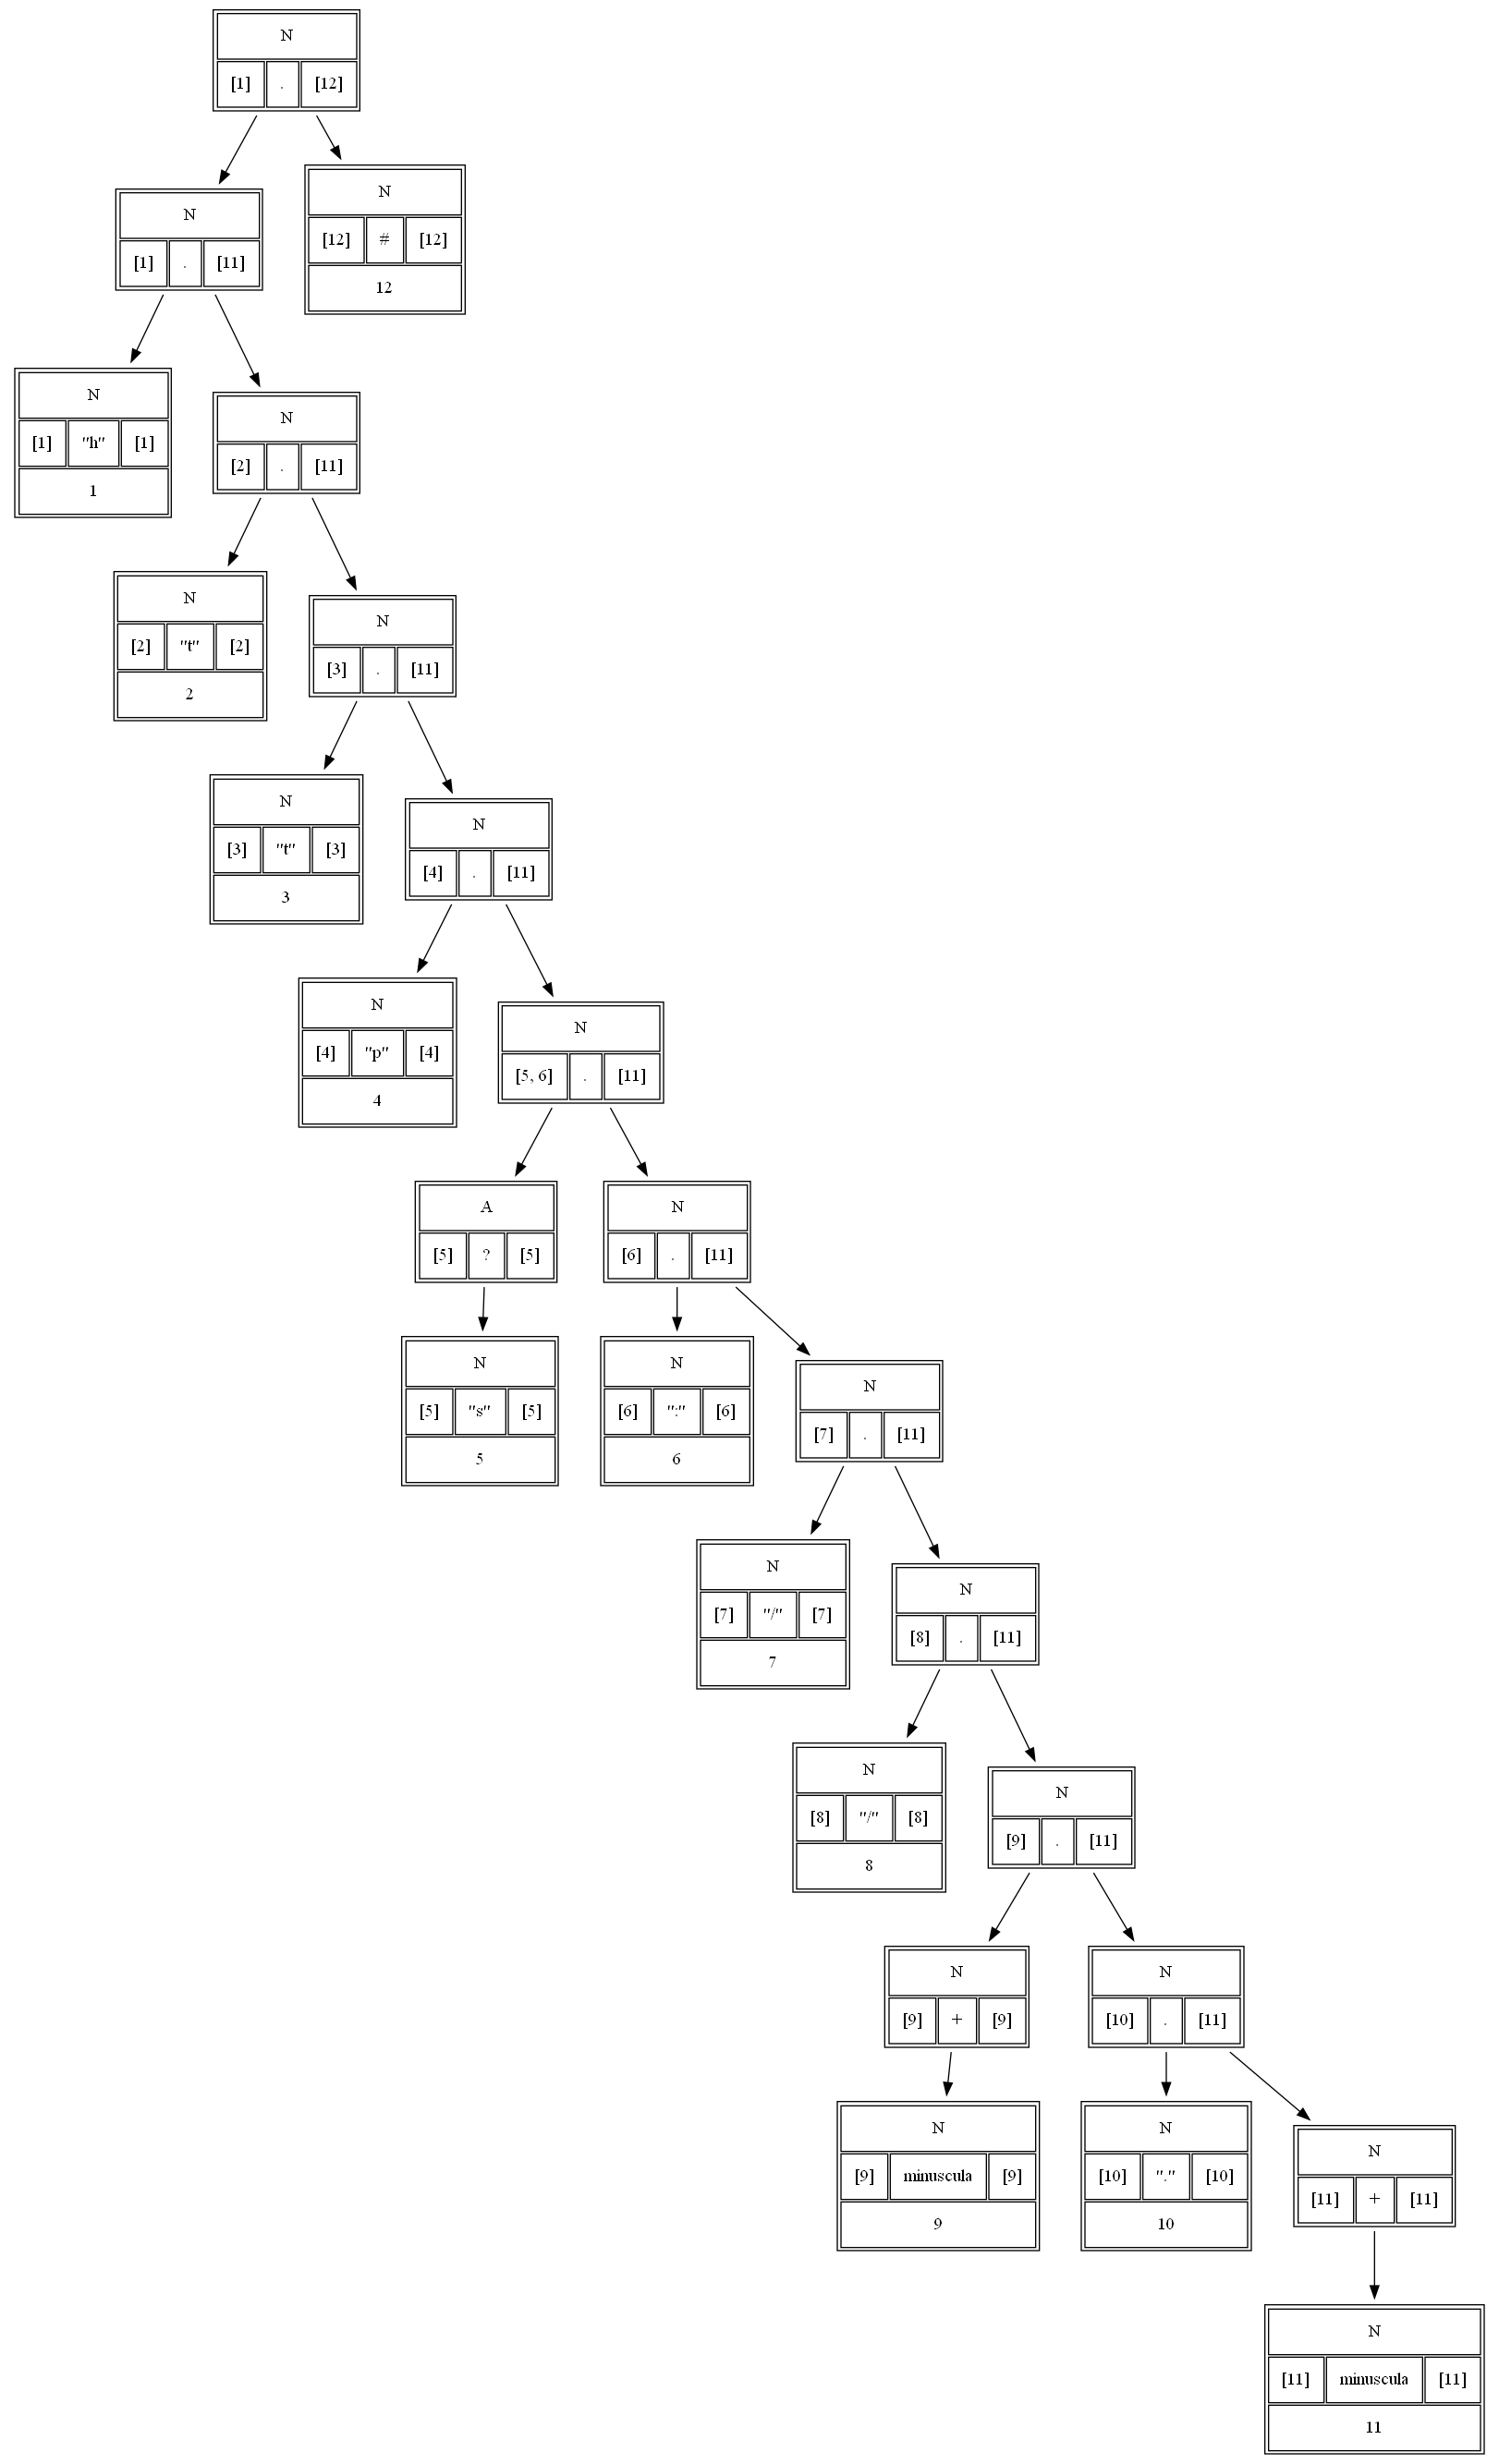 N
[1] . [12]
N
[12] # [12]
12
N
[1] . [11]
N
[1] "h" [1]
1
N
[2] . [11]
N
[2] "t" [2]
2
N
[3] . [11]
N
[3] "t" [3]
3
N
[4] . [11]
N
[4] "p" [4]
4
N
[5, 6] . [11]
A
[5] ? [5]
N
[6] . [11]
N
[5] "s" [5]
5
N
[6] ":" [6]
6
N
[7] . [11]
N
[7] "/" [7]
7
N
[8] . [11]
N
[8] "/" [8]
8
N
[9] . [11]
N
[9] + [9]
N
[10] . [11]
N
[9] minuscula [9]
9
N
[10] "." [10]
10
N
[11] + [11]
N
[11] minuscula [11]
11